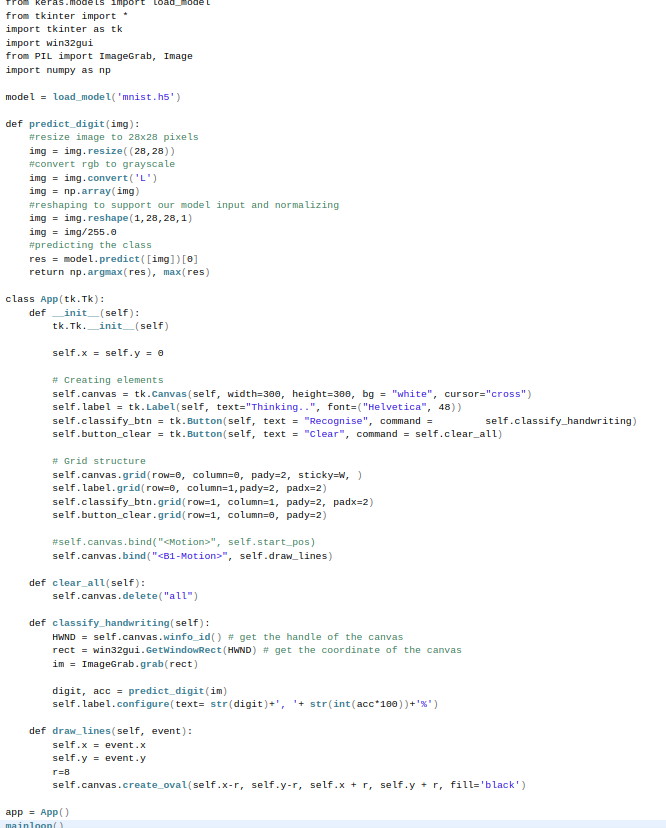 from keras.models import load_model
from tkinter import *
import tkinter as tk
import win32gui
from PIL import ImageGrab, Image
import numpy as np

model = load_model('mnist.h5')

def predict_digit(img):
    #resize image to 28x28 pixels
    img = img.resize((28,28))
    #convert rgb to grayscale
    img = img.convert('L')
    img = np.array(img)
    #reshaping to support our model input and normalizing
    img = img.reshape(1,28,28,1)
    img = img/255.0
    #predicting the class
    res = model.predict([img])[0]
    return np.argmax(res), max(res)

class App(tk.Tk):
    def __init__(self):
        tk.Tk.__init__(self)

        self.x = self.y = 0

        # Creating elements
        self.canvas = tk.Canvas(self, width=300, height=300, bg = "white", cursor="cross")
        self.label = tk.Label(self, text="Thinking..", font=("Helvetica", 48))
        self.classify_btn = tk.Button(self, text = "Recognise", command =         self.classify_handwriting)
        self.button_clear = tk.Button(self, text = "Clear", command = self.clear_all)

        # Grid structure
        self.canvas.grid(row=0, column=0, pady=2, sticky=W, )
        self.label.grid(row=0, column=1,pady=2, padx=2)
        self.classify_btn.grid(row=1, column=1, pady=2, padx=2)
        self.button_clear.grid(row=1, column=0, pady=2)

        #self.canvas.bind("<Motion>", self.start_pos)
        self.canvas.bind("<B1-Motion>", self.draw_lines)

    def clear_all(self):
        self.canvas.delete("all")

    def classify_handwriting(self):
        HWND = self.canvas.winfo_id() # get the handle of the canvas
        rect = win32gui.GetWindowRect(HWND) # get the coordinate of the canvas
        im = ImageGrab.grab(rect)

        digit, acc = predict_digit(im)
        self.label.configure(text= str(digit)+', '+ str(int(acc*100))+'%')

    def draw_lines(self, event):
        self.x = event.x
        self.y = event.y
        r=8
        self.canvas.create_oval(self.x-r, self.y-r, self.x + r, self.y + r, fill='black')

app = App()
mainloop()